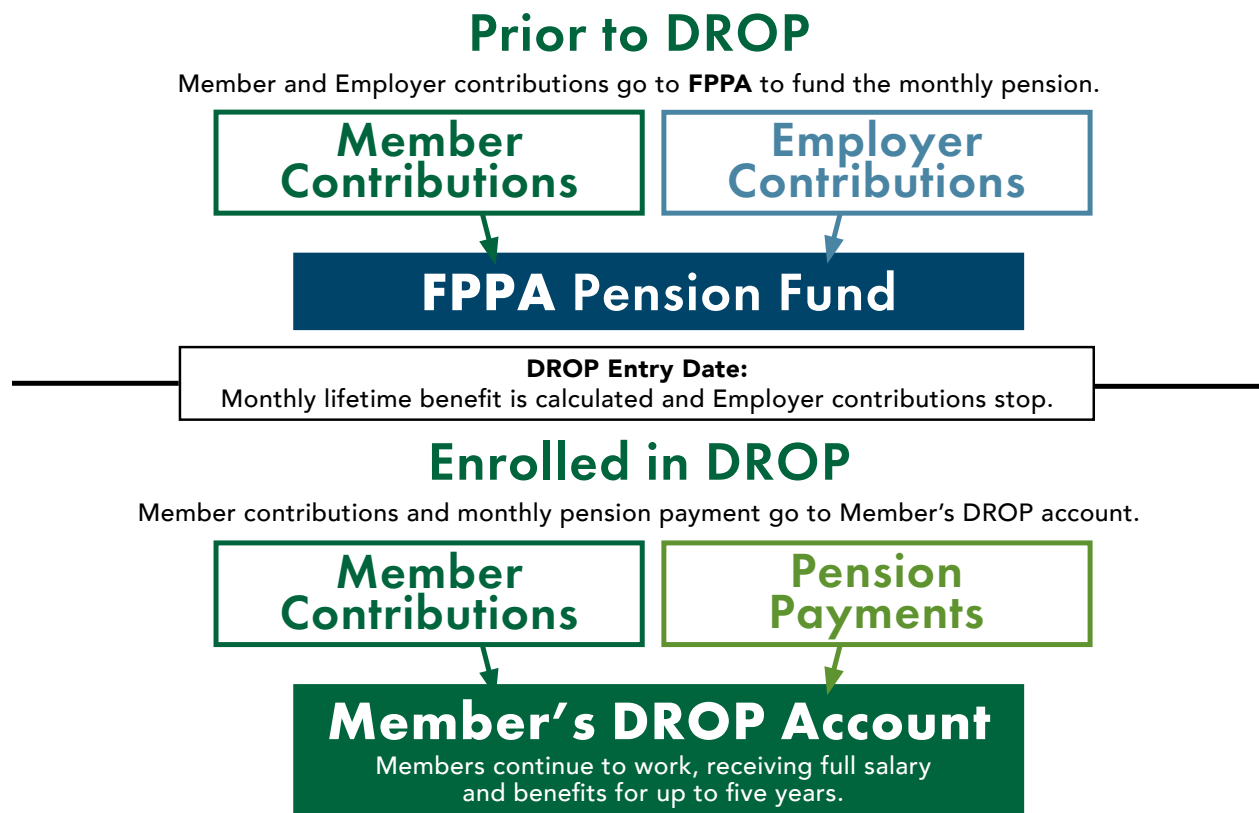 Prior to DROP
Member and Employer contributions go to FPPA to fund the monthly pension.
Member
Contributions
Employer
Contributions
FPPA Pension Fund
DROP Entry Date:
Monthly lifetime benefit is calculated and Employer contributions stop.
Enrolled in DROP
Member contributions and monthly pension payment go to Member’s DROP account.
Member
Contributions
Pension
Payments
Member’s DROP Account
Members continue to work, receiving full salary
and benefits for up to five years.